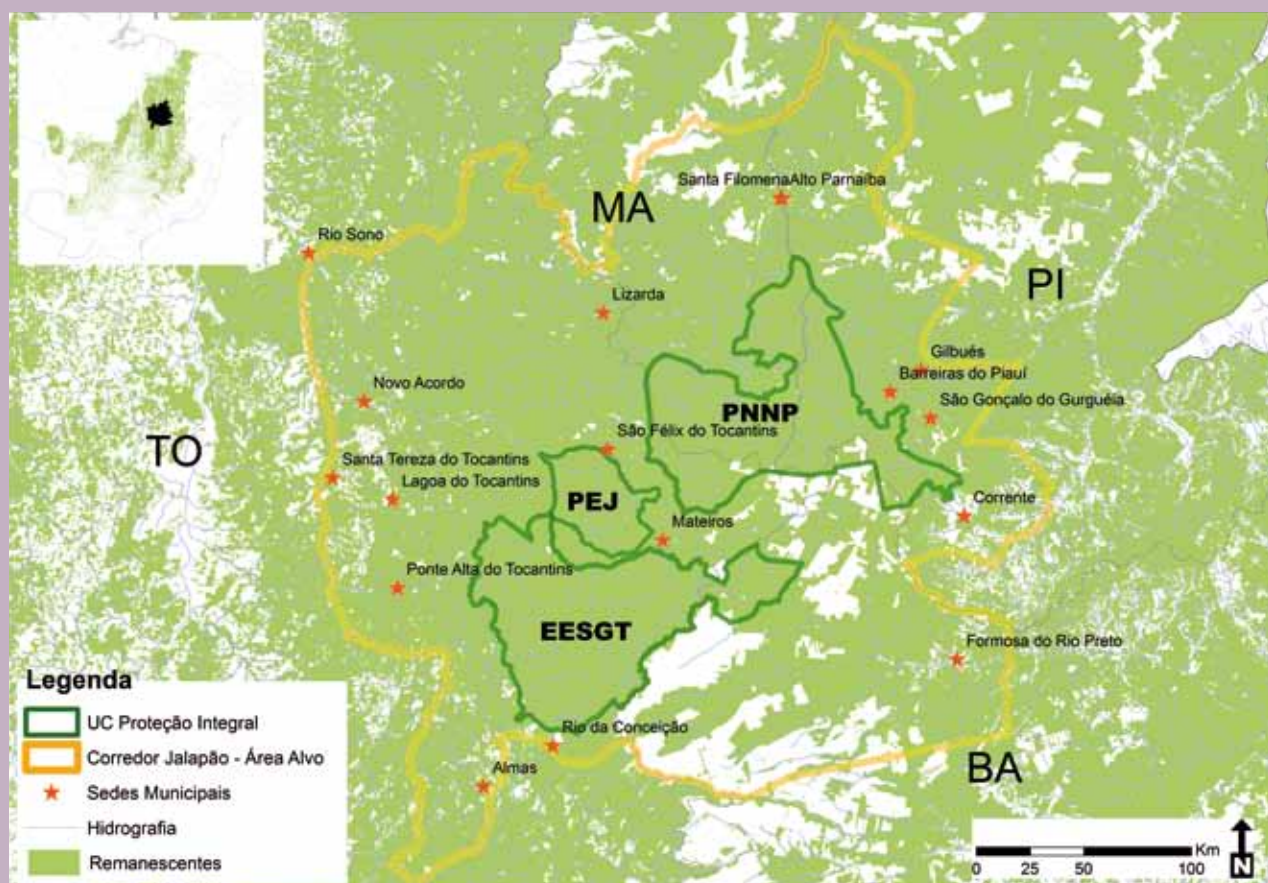 MA
Santa FilomenaAlto Parnaíba
Rio Sono
PI
Lizarda
Gilbués
Barreiras do Piauí
Novo Acordo
PNNP
São Gonçalo do Gurguéia
TO
São Félix do Tocantins
Santa Tereza do Tocantins
Lagoa do Tocantins
PEJ
Corrente
Mateiros
Ponte Alta do Tocantins
EESGT
Formosa do Rio Preto
Rio da Conceição
BA
Almas
Legenda
UC Proteção Integral
Corredor Jalapão - Área Alvo
Sedes Municipais
Hidrografia
Remanescentes
Km
0 25 50 100
N